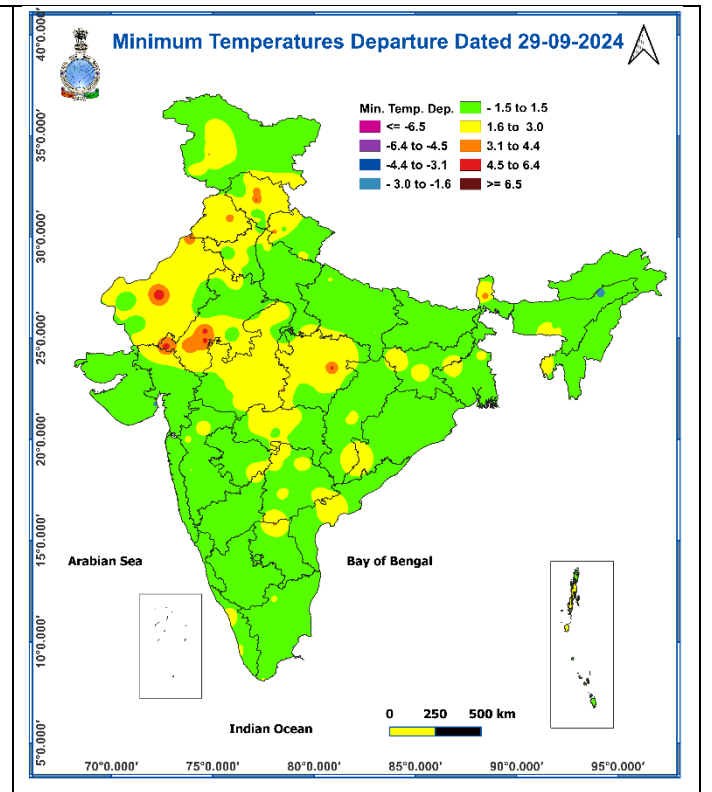 Minimum Temperatures Departure Dated 29-09-2024
Min. Temp. Dep.
<= -6.5
-6.4 to -4.5
-4.4 to -3.1
- 3.0 to -1.6
- 1.5 to 1.5
1.6 to 3.0
3.1 to 4.4
4.5 to 6.4
>= 6.5
40°0.000'
35°0.000'
30°0.000'
25°0.000'
20°0.000'
15°0.000'
10°0.000'
5°0.000'
Arabian Sea
Bay of Bengal
Indian Ocean
0 250 500 km
70°0.000' 75°0.000' 80°0.000' 85°0.000' 90°0.000' 95°0.000'